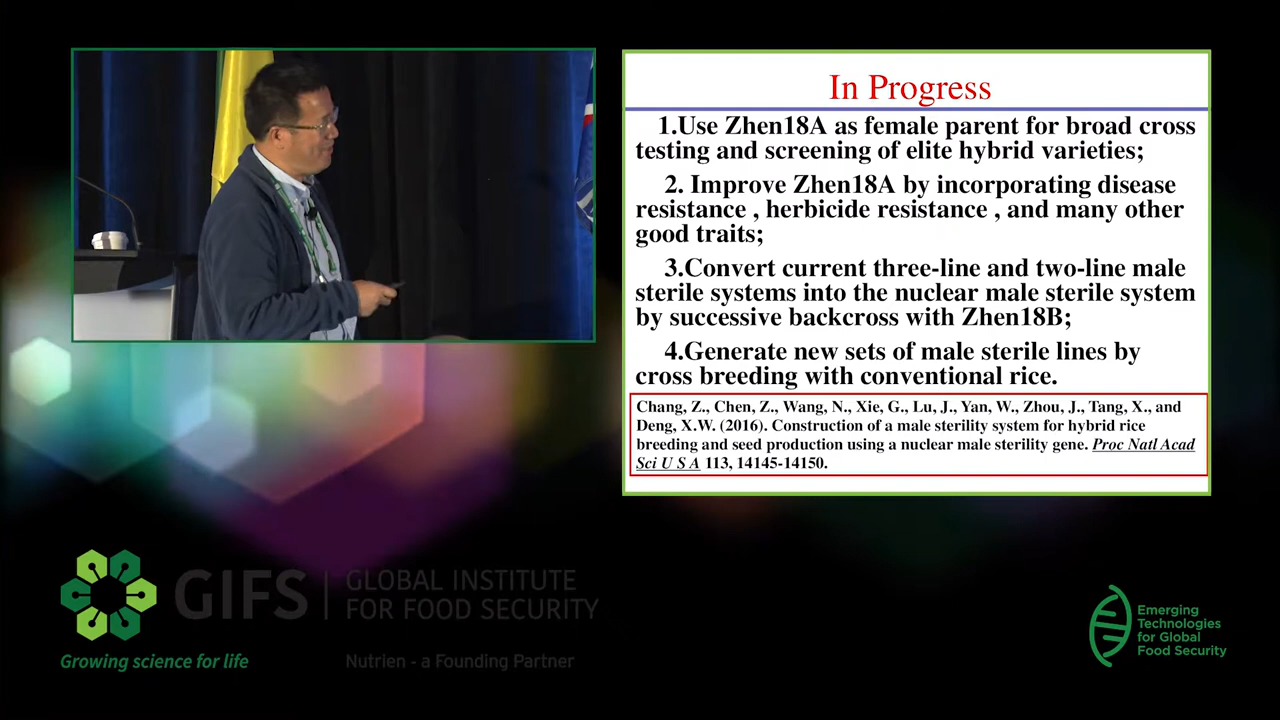 In Progress
1.Use Zhen18A as female parent for broad cross
testing and screening of elite hybrid varieties;
2. Improve Zhen18A by incorporating disease
resistance , herbicide resistance , and many other
good traits;
3.Convert current three-line and two-line male
sterile systems into the nuclear male sterile system
by successive backcross with Zhen18B;
4.Generate new sets of male sterile lines by
cross breeding with conventional rice.
Chang, Z., Chen, Z., Wang, N., Xie, G., Lu, J., Yan, W., Zhou, J., Tang, X., and
Deng, X.W. (2016). Construction of a male sterility system for hybrid rice
breeding and seed production using a nuclear male sterility gene. Proc Natl Acad
Sci U S A 113, 14145-14150.
GIFS
GLOBAL INSTITUTE
FOR FOOD SECURITY
Growing science for life
Nutrien - a Founding Partner
Emerging
Technologies
for Global
Food Security